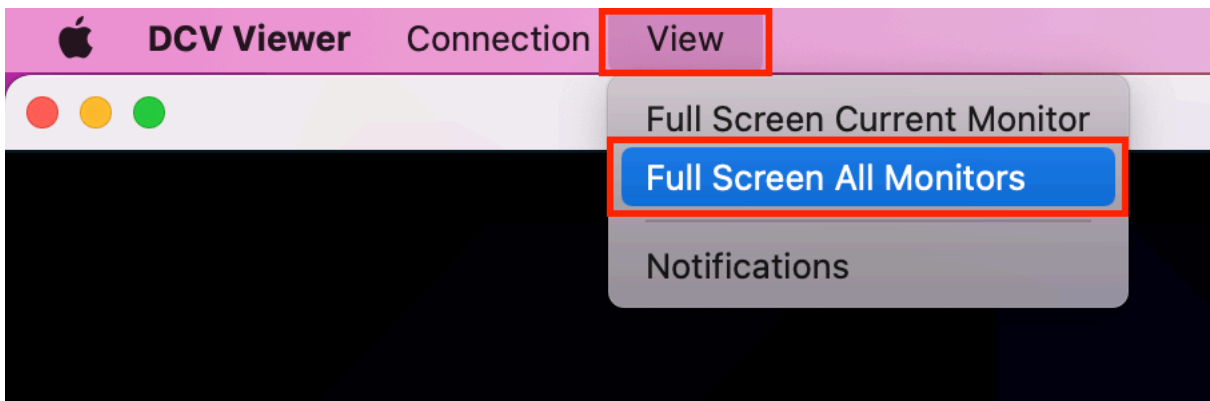 DCV Viewer Connection View
Full Screen Current Monitor
Full Screen All Monitors
Notifications